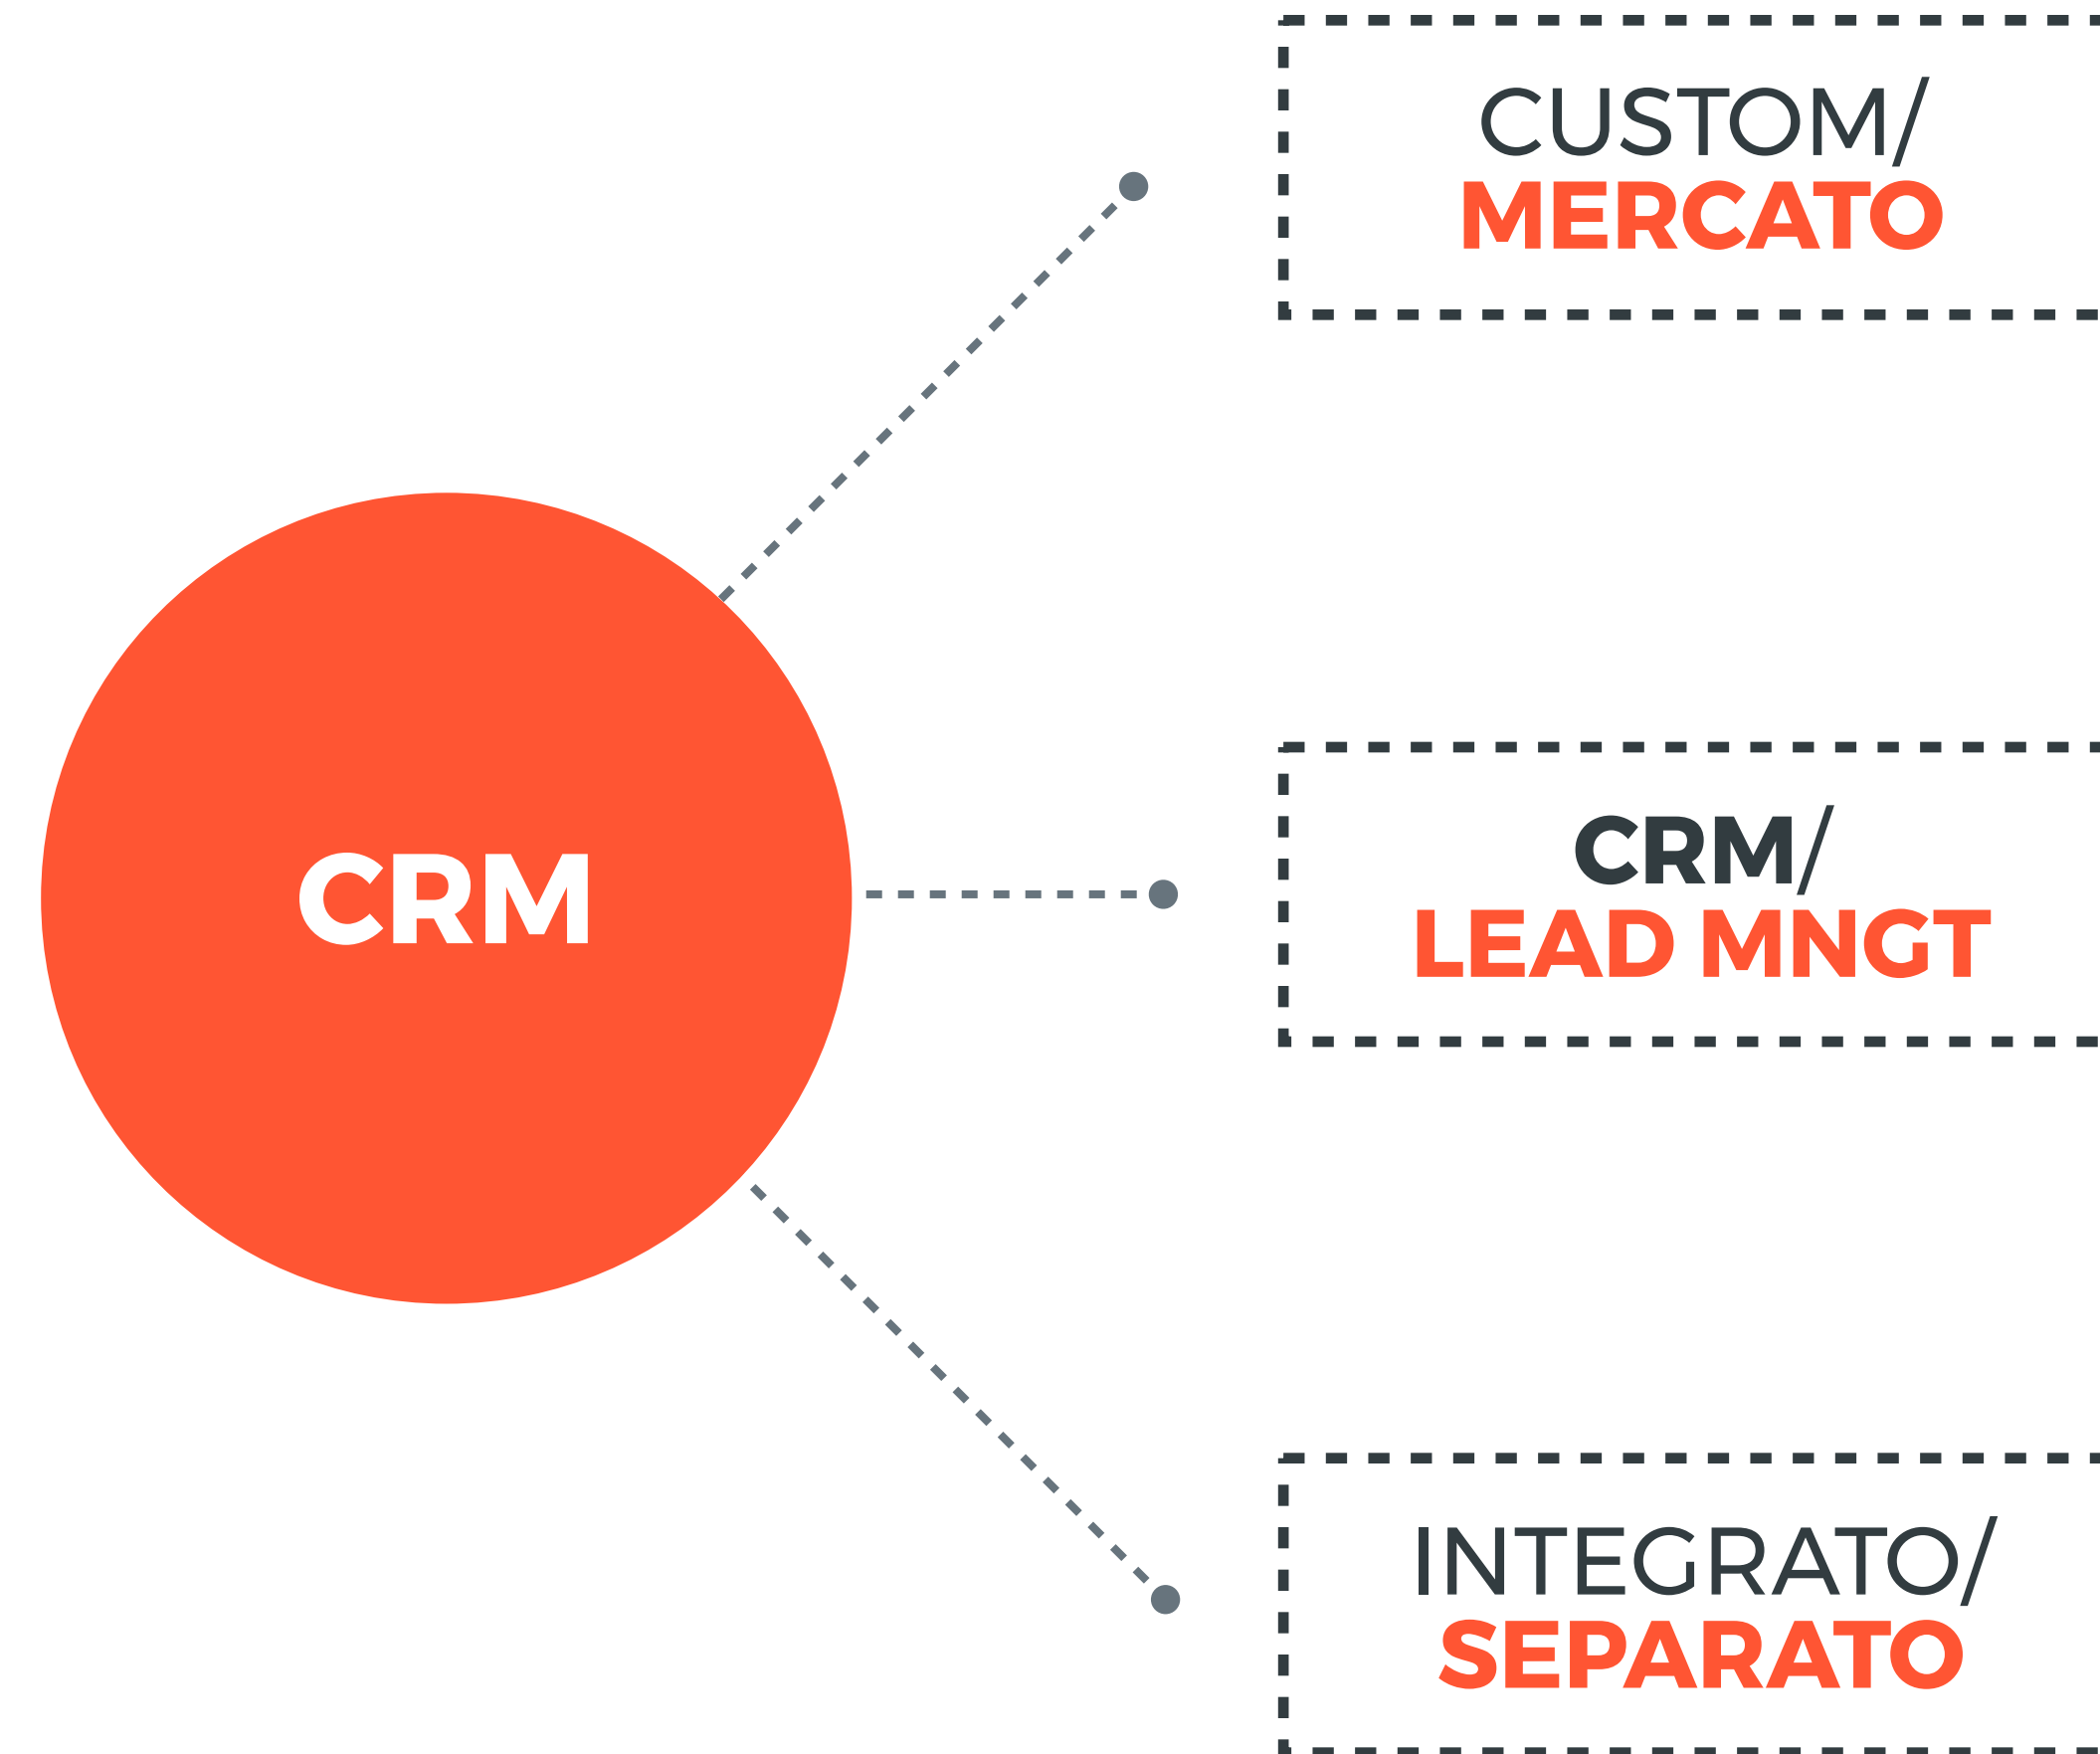 CUSTOM/
MERCATO
CRM
CRM/
LEAD MNGT
INTEGRATO/
SEPARATO